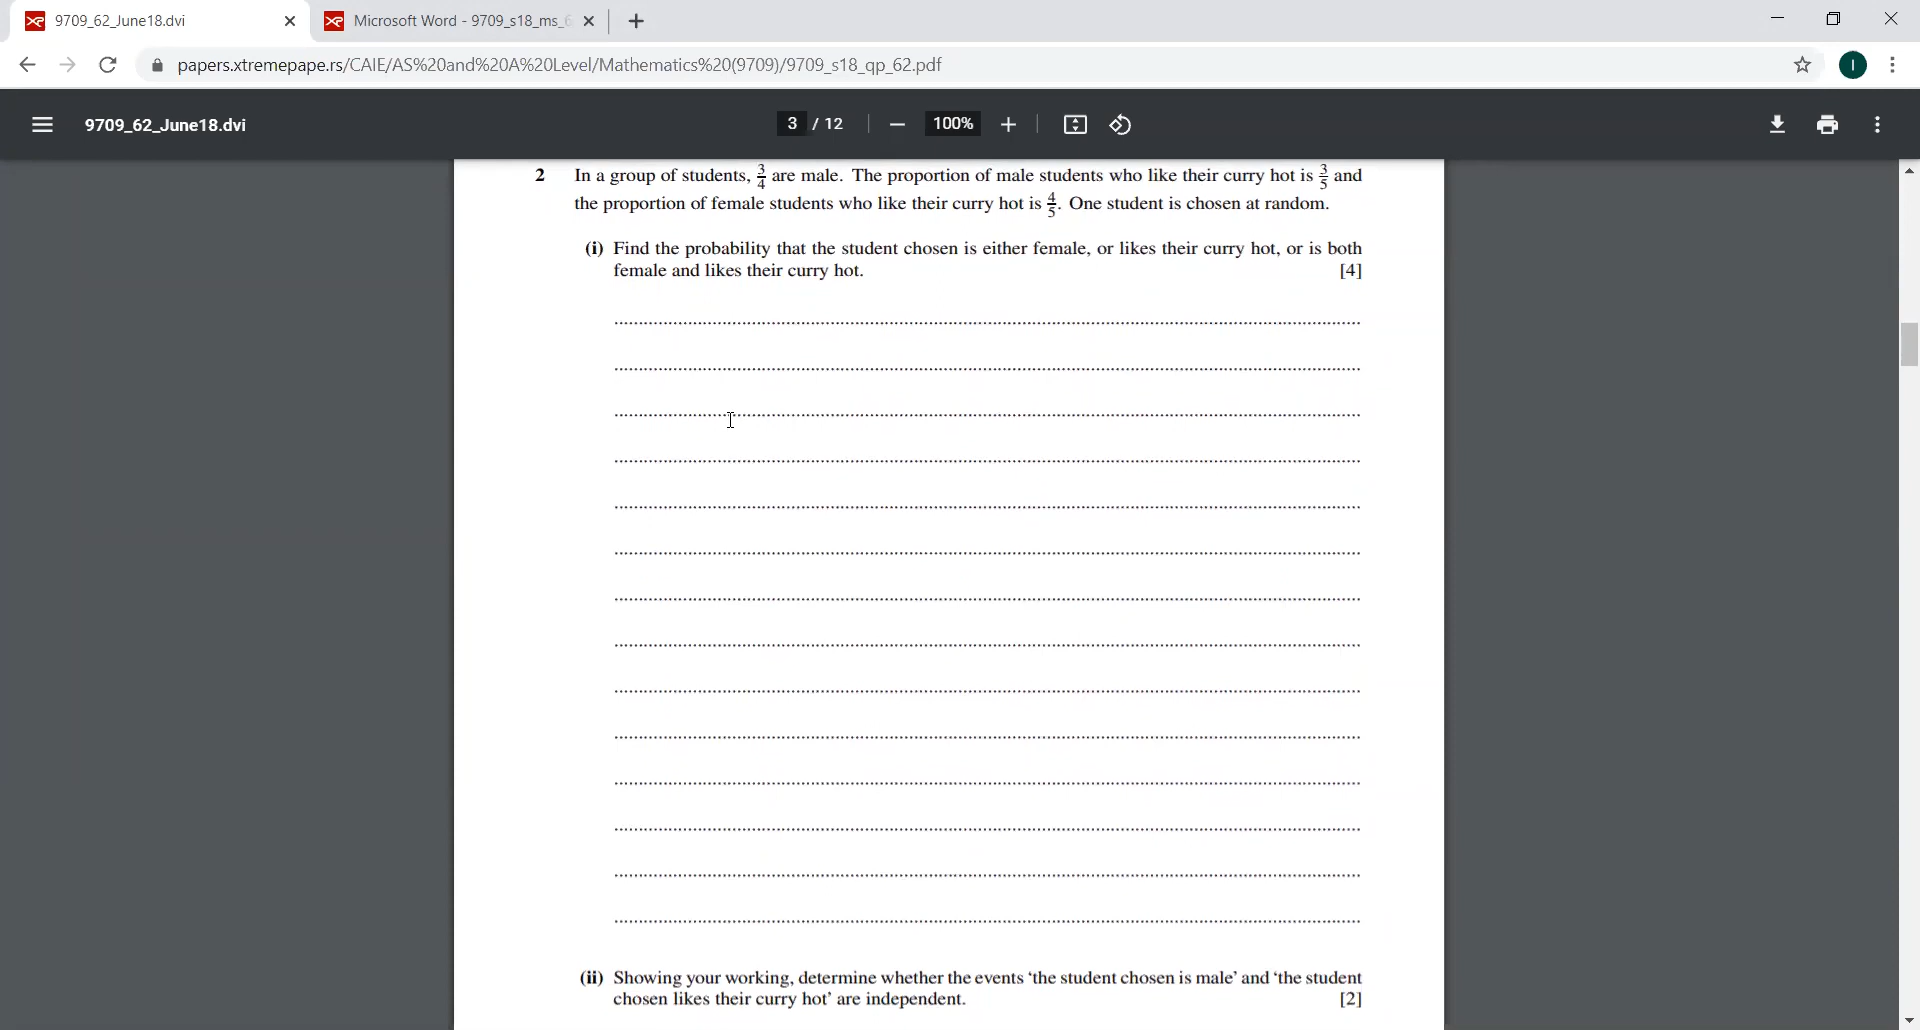 9709_62_June18.dvi
Microsoft Word - 9709_s18_ms_6
papers.xtremepape.rs/CAIE/AS%20and%20A%20Level/Mathematics%20(9709)/9709_s18_qp_62.pdf
I
9709_62_June18.dvi
3 / 12
100%
2 In a group of students, 3/4 are male. The proportion of male students who like their curry hot is 3/5 and
the proportion of female students who like their curry hot is 4/5. One student is chosen at random.
(i) Find the probability that the student chosen is either female, or likes their curry hot, or is both
female and likes their curry hot. [4]
(ii) Showing your working, determine whether the events ‘the student chosen is male’ and ‘the student
chosen likes their curry hot’ are independent. [2]